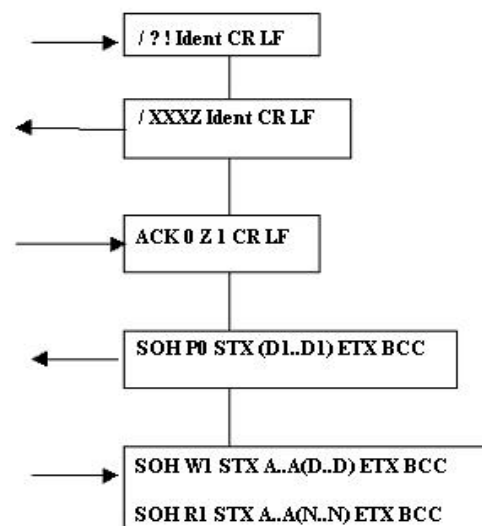 / ? ! Ident CR LF
/ XXXZ Ident CR LF
ACK 0 Z 1 CR LF
SOH P0 STX (D1..D1) ETX BCC
SOH W1 STX A..A(D..D) ETX BCC
SOH R1 STX A..A(N..N) ETX BCC